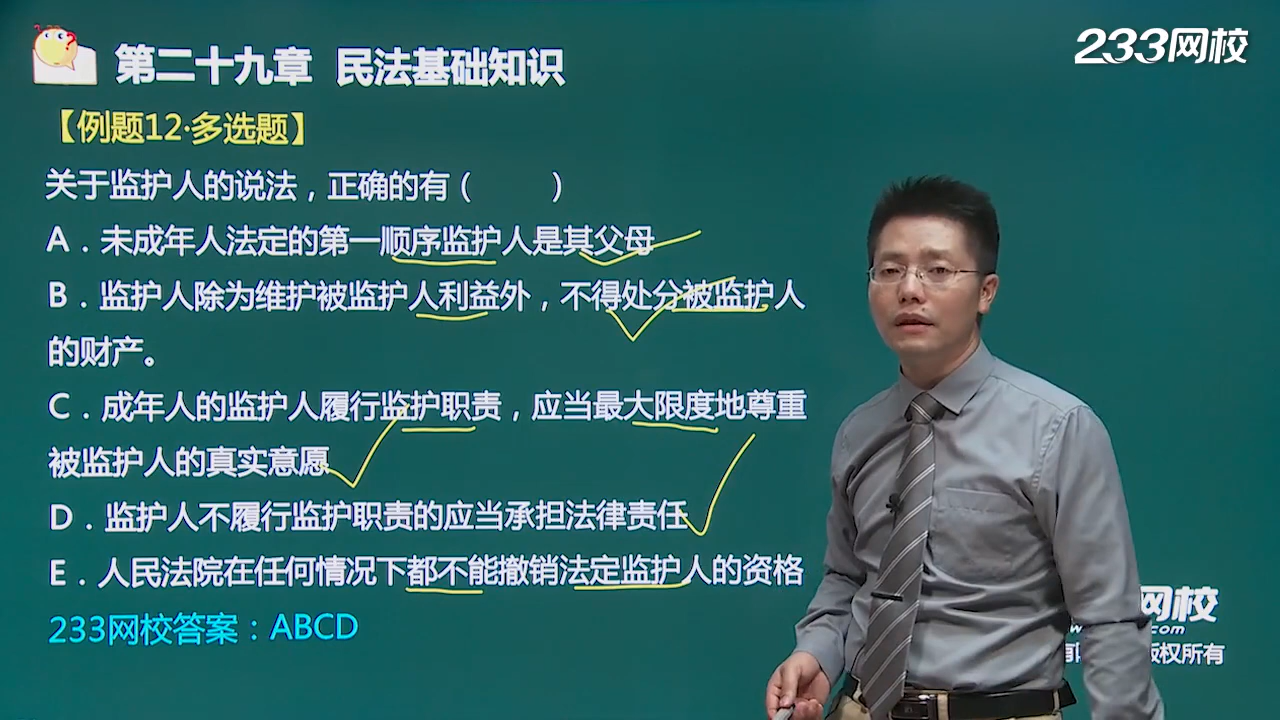 第二十九章 民法基础知识
233网校
【例题12·多选题】
关于监护人的说法，正确的有（ ）
A．未成年人法定的第一顺序监护人是其父母
B．监护人除为维护被监护人利益外，不得处分被监护人
的财产。
C．成年人的监护人履行监护职责，应当最大限度地尊重
被监护人的真实意愿
D．监护人不履行监护职责的应当承担法律责任
E．人民法院在任何情况下都不能撤销法定监护人的资格
233网校答案：ABCD
网校
.com
版权所有